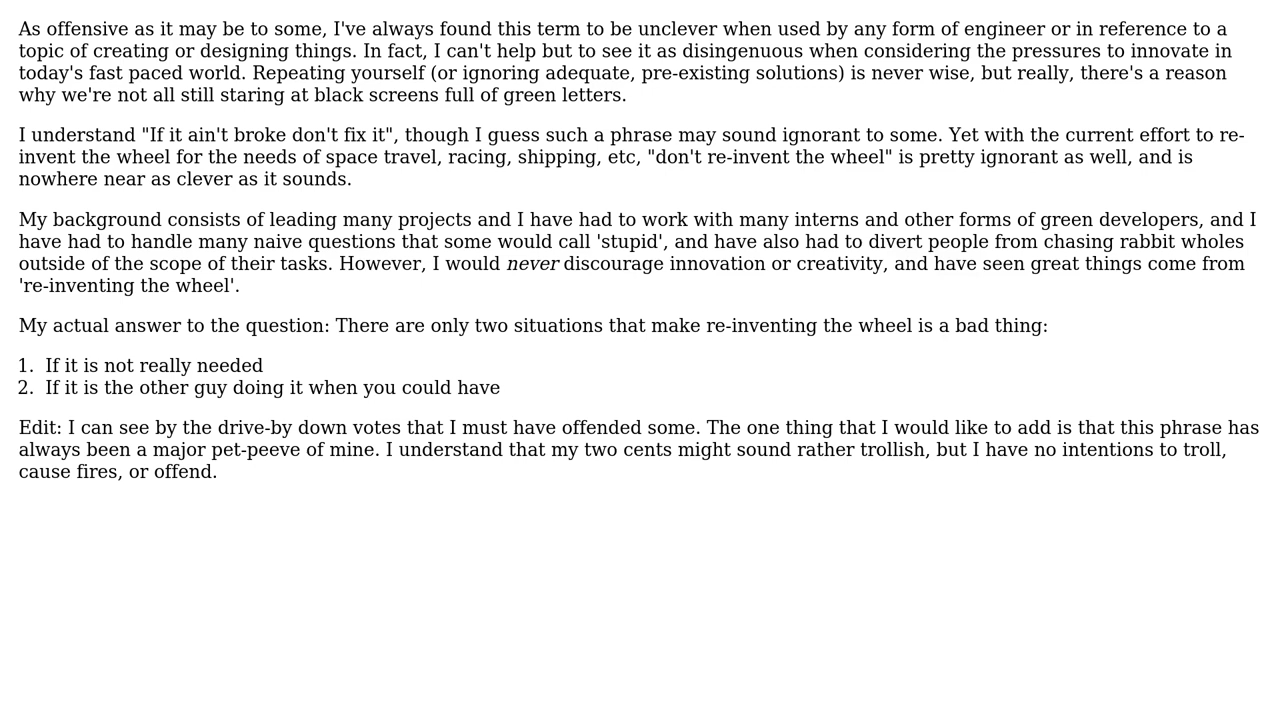 As offensive as it may be to some, I've always found this term to be unclever when used by any form of engineer or in reference to a
topic of creating or designing things. In fact, I can't help but to see it as disingenuous when considering the pressures to innovate in
today's fast paced world. Repeating yourself (or ignoring adequate, pre-existing solutions) is never wise, but really, there's a reason
why we're not all still staring at black screens full of green letters.
I understand "If it ain't broke don't fix it", though I guess such a phrase may sound ignorant to some. Yet with the current effort to re-
invent the wheel for the needs of space travel, racing, shipping, etc, "don't re-invent the wheel" is pretty ignorant as well, and is
nowhere near as clever as it sounds.
My background consists of leading many projects and I have had to work with many interns and other forms of green developers, and I
have had to handle many naive questions that some would call 'stupid', and have also had to divert people from chasing rabbit wholes
outside of the scope of their tasks. However, I would never discourage innovation or creativity, and have seen great things come from
're-inventing the wheel'.
My actual answer to the question: There are only two situations that make re-inventing the wheel is a bad thing:
1. If it is not really needed
2. If it is the other guy doing it when you could have
Edit: I can see by the drive-by down votes that I must have offended some. The one thing that I would like to add is that this phrase has
always been a major pet-peeve of mine. I understand that my two cents might sound rather trollish, but I have no intentions to troll,
cause fires, or offend.